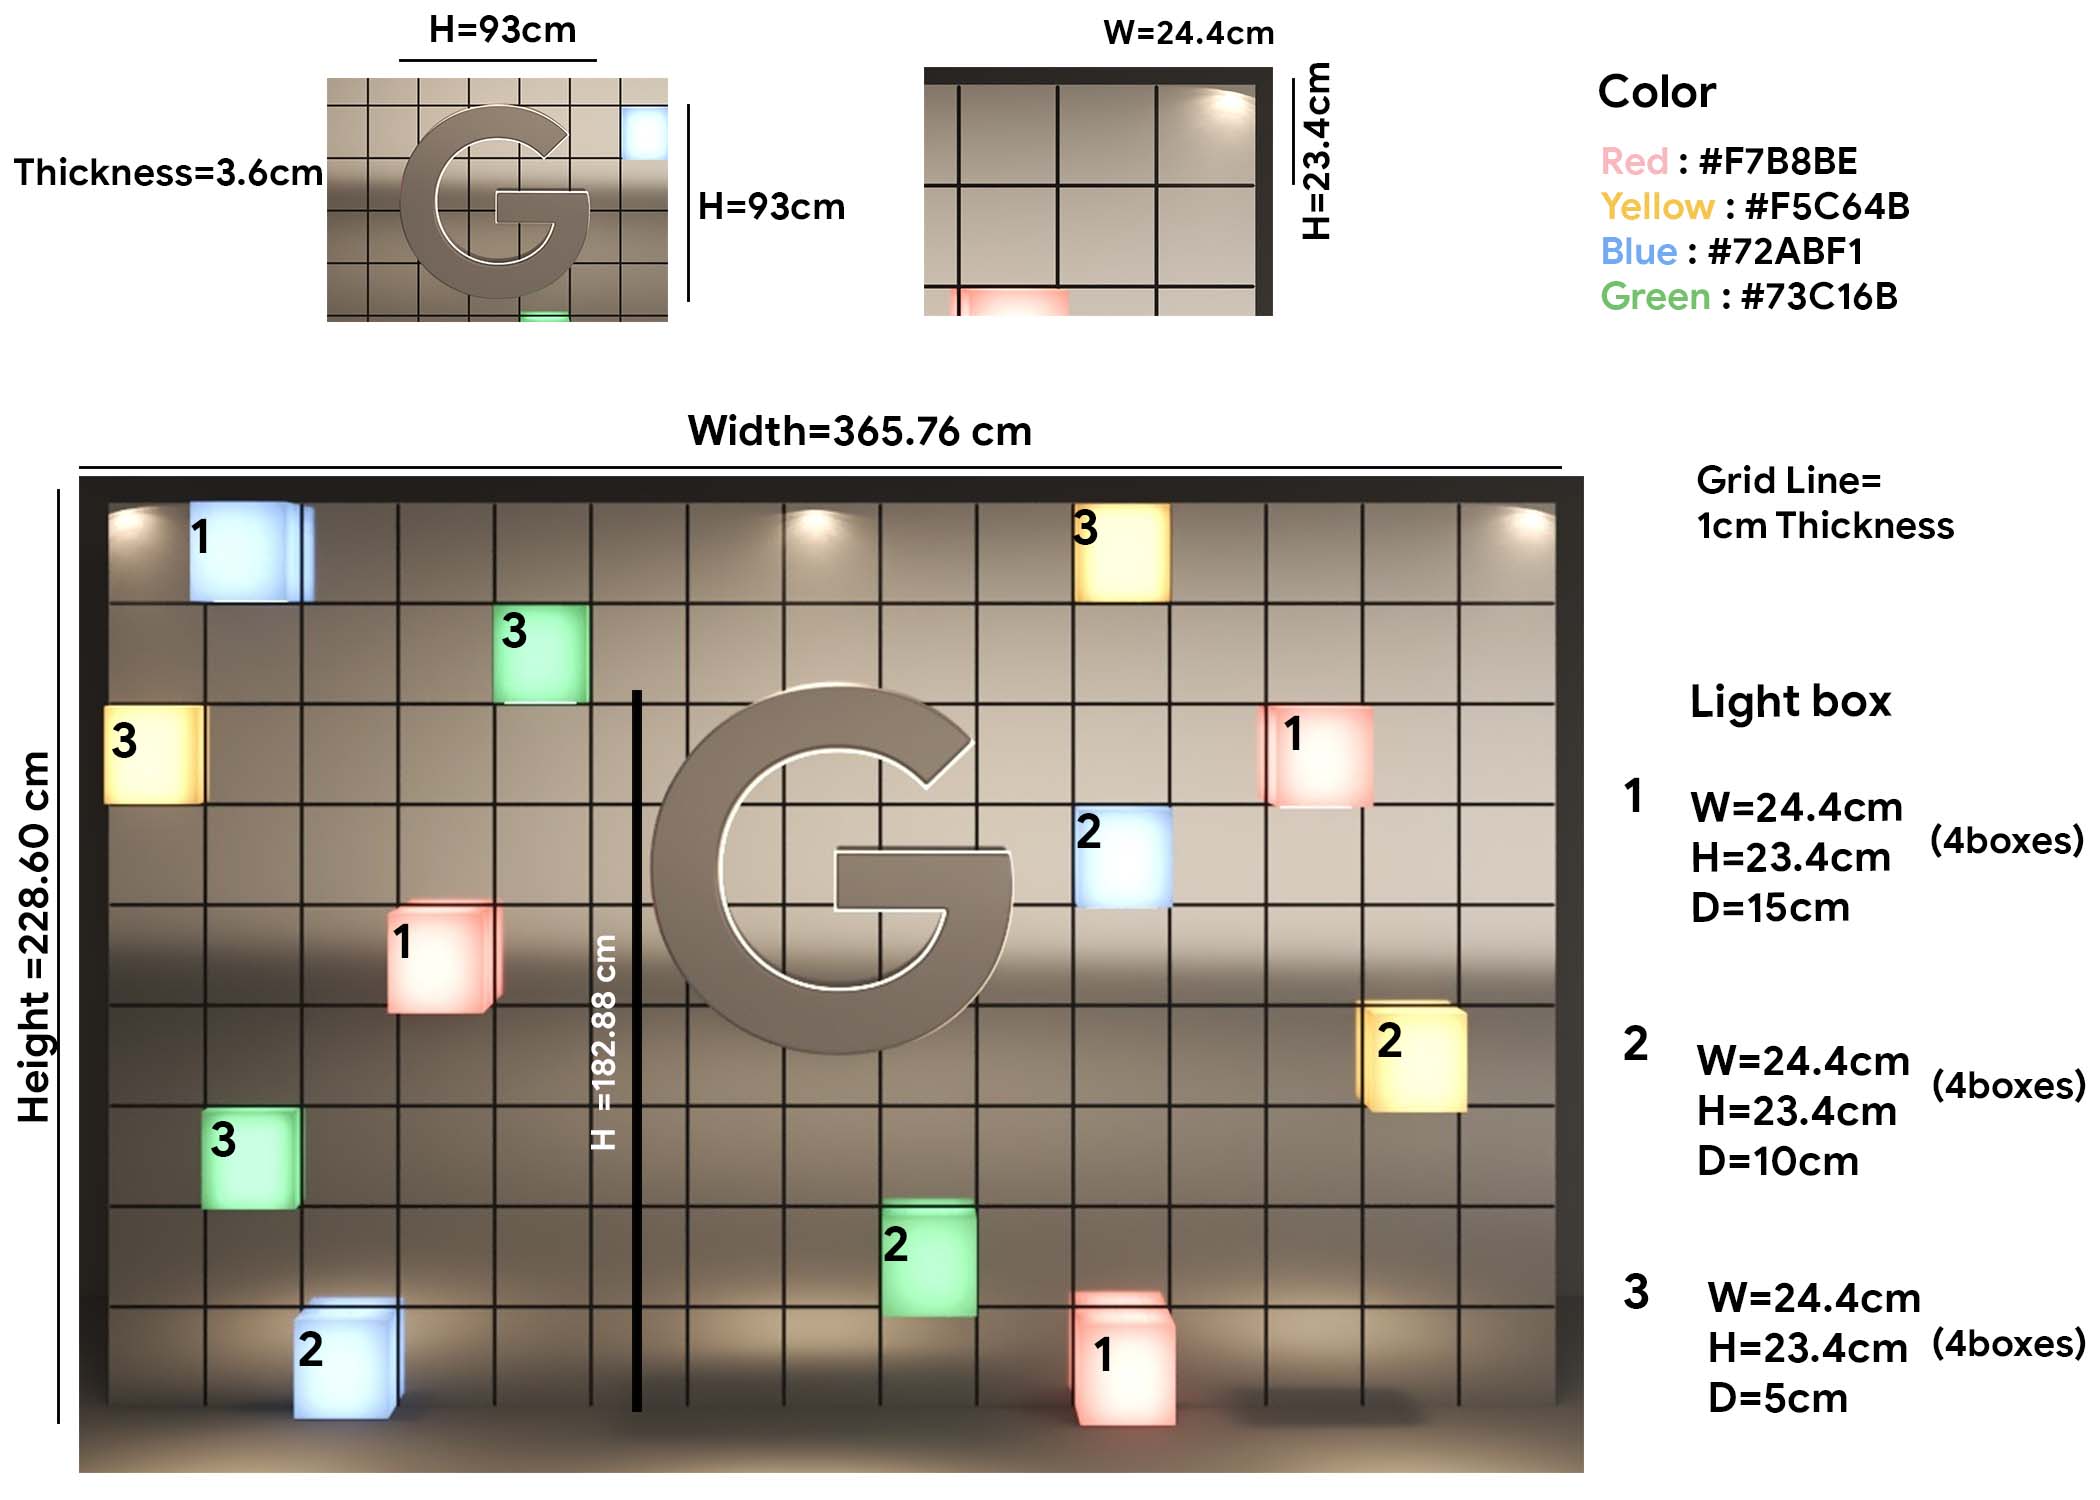 H=93cm
Thickness=3.6cm
G
H=93cm
W=24.4cm
H=23.4cm
Color
Red : #F7B8BE
Yellow : #F5C64B
Blue : #72ABF1
Green : #73C16B
Width=365.76 cm
Height =228.60 cm
1
3
3
3
1
2
1
2
3
2
2
1
G
H =182.88 cm
Grid Line=
1cm Thickness
Light box
1
W=24.4cm
H=23.4cm
D=15cm
(4boxes)
2
W=24.4cm
H=23.4cm
D=10cm
(4boxes)
3
W=24.4cm
H=23.4cm
D=5cm
(4boxes)